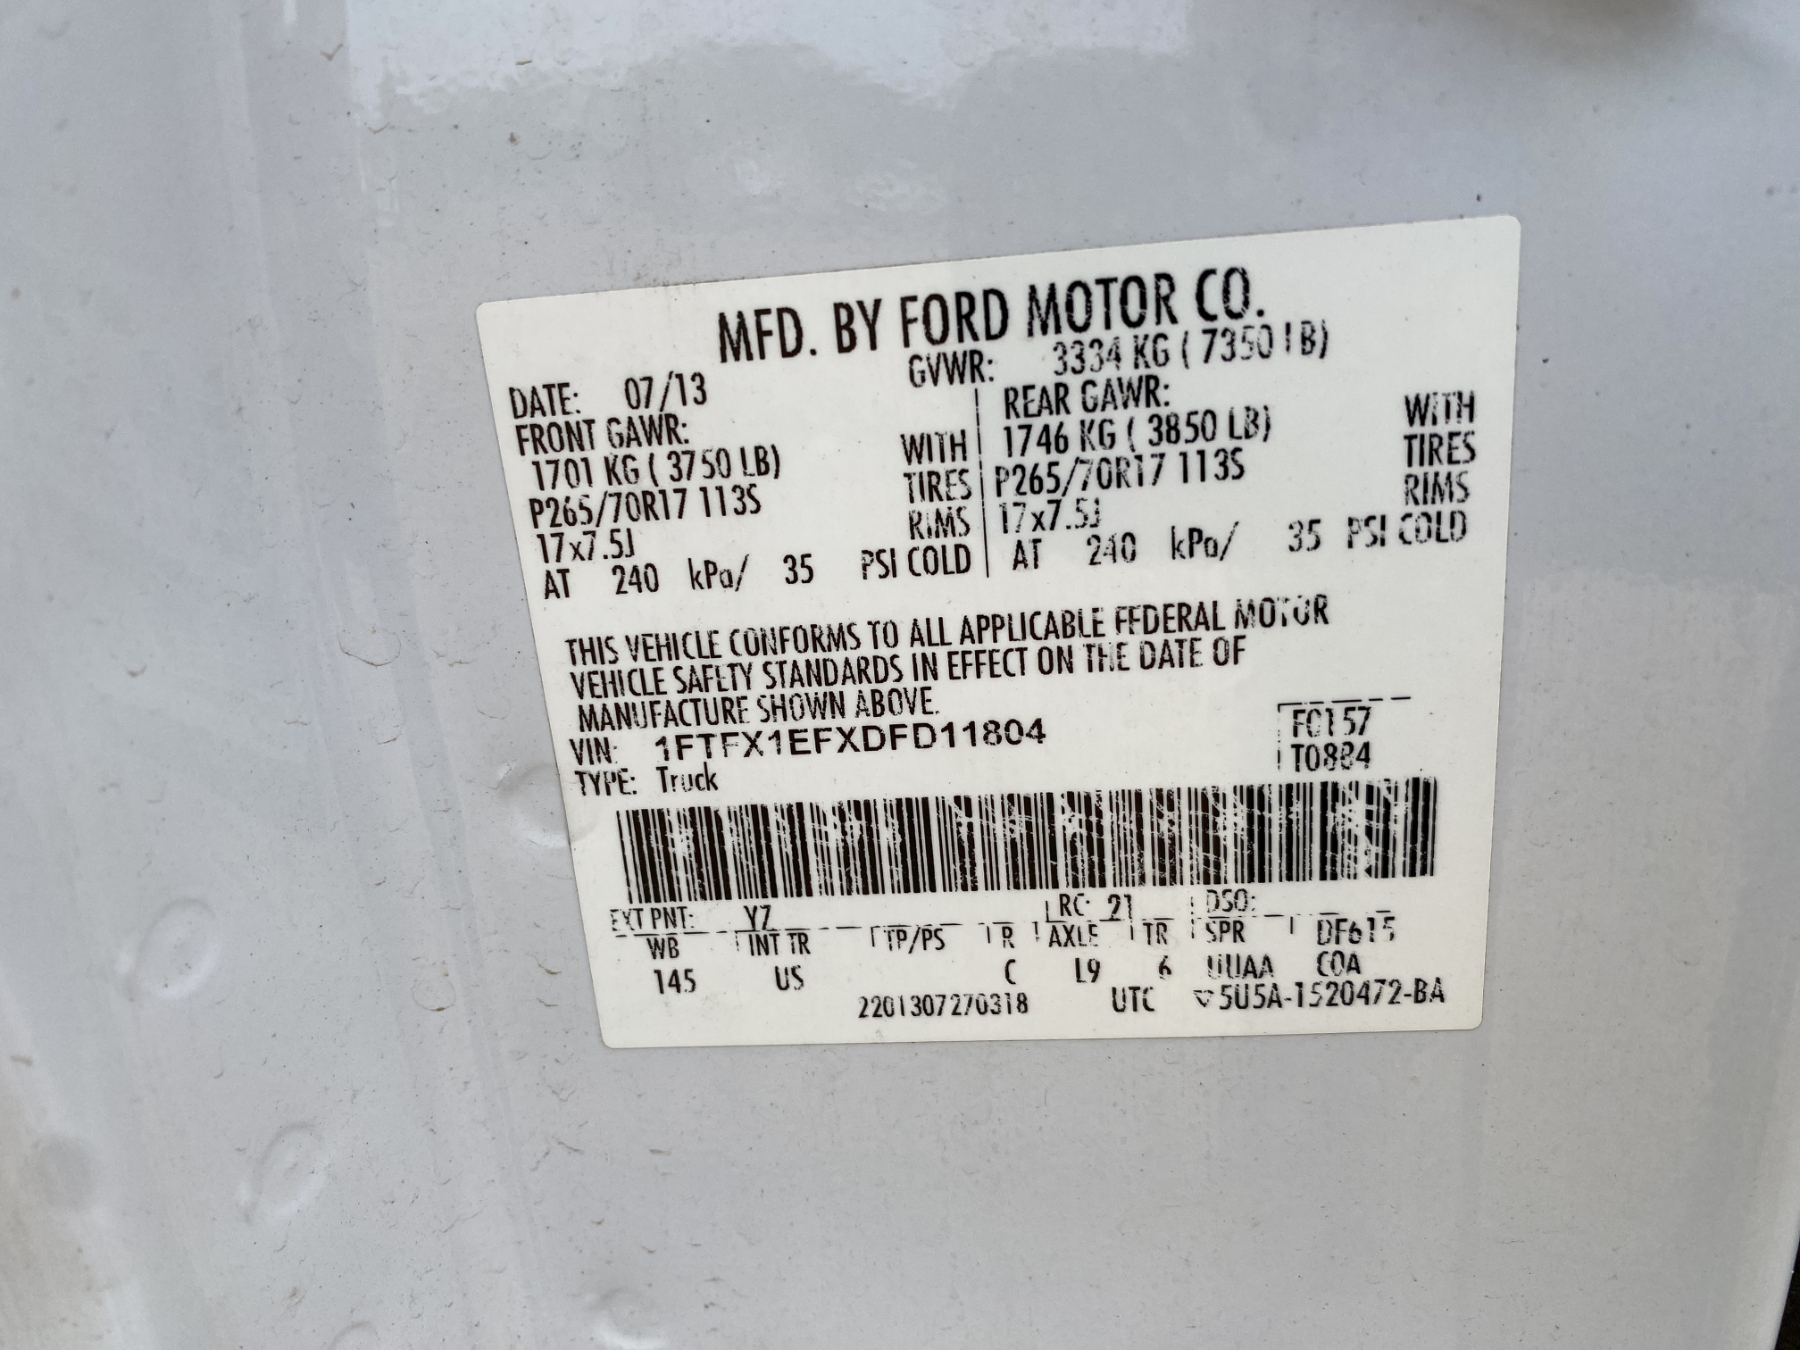 MFD. BY FORD MOTOR CO.
DATE: 07/13 GVWR: 3334 KG ( 7350 LB)
FRONT GAWR: REAR GAWR:
1701 KG ( 3750 LB) WITH 1746 KG ( 3850 LB) WITH
P265/70R17 113S TIRES P265/70R17 113S TIRES
17x7.5J RIMS 17x7.5J RIMS
AT 240 kPa/ 35 PSI COLD AT 240 kPa/ 35 PSI COLD
THIS VEHICLE CONFORMS TO ALL APPLICABLE FEDERAL MOTOR
VEHICLE SAFETY STANDARDS IN EFFECT ON THE DATE OF
MANUFACTURE SHOWN ABOVE.
VIN: 1FTFX1EFXDFD11804 F0157
TYPE: Truck T0884
EXT PNT: YZ RC: 21 DSO:
WB INT TR TP/PS R AXLE TR SPR DF615
145 US C L9 6 UUAA COA
2201307270318 UTC ▽5U5A-1520472-BA